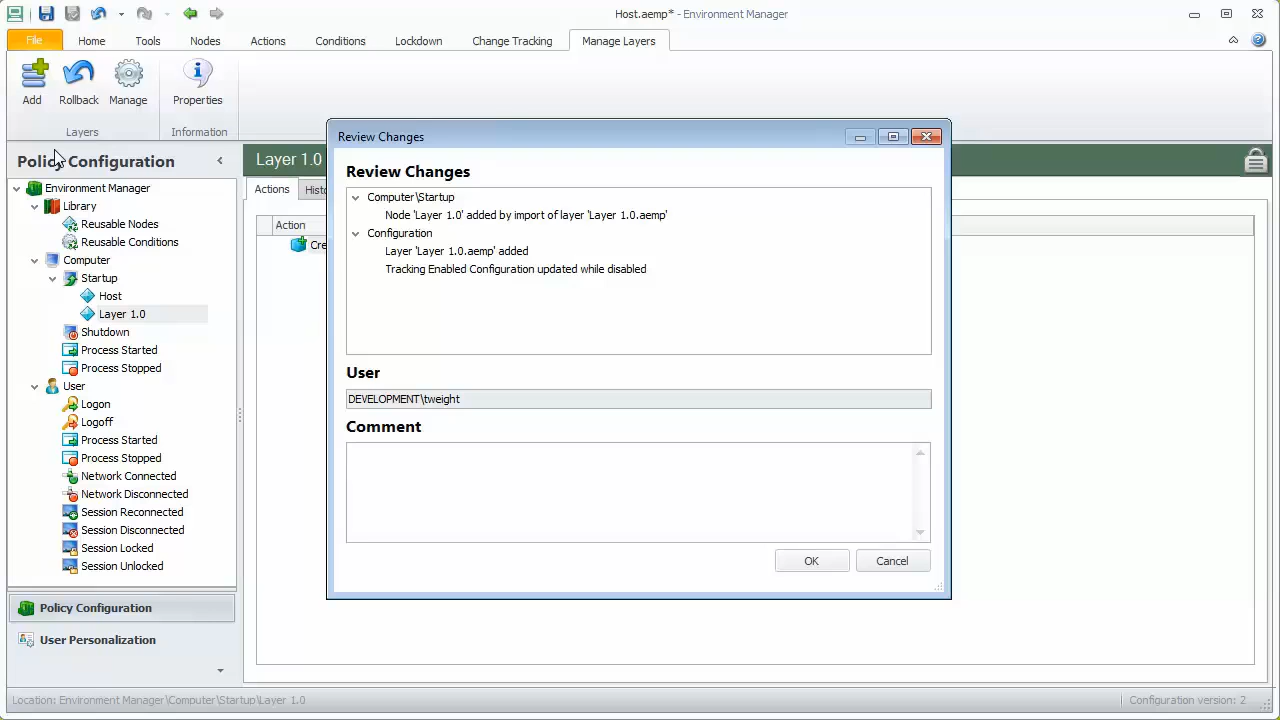 Host.aemp* - Environment Manager
File Home Tools Nodes Actions Conditions Lockdown Change Tracking Manage Layers
Add Rollback Manage Properties
Layers Information
Policy Configuration
Environment Manager
Library
Reusable Nodes
Reusable Conditions
Computer
Startup
Host
Layer 1.0
Shutdown
Process Started
Process Stopped
User
Logon
Logoff
Process Started
Process Stopped
Network Connected
Network Disconnected
Session Reconnected
Session Disconnected
Session Locked
Session Unlocked
Policy Configuration
User Personalization
Layer 1.0
Actions
Action
Review Changes
Review Changes
Computer\Startup
Node 'Layer 1.0' added by import of layer 'Layer 1.0.aemp'
Configuration
Layer 'Layer 1.0.aemp' added
Tracking Enabled Configuration updated while disabled
User
DEVELOPMENT\tweight
Comment
OK Cancel
Location: Environment Manager\Computer\Startup\Layer 1.0 Configuration version: 2